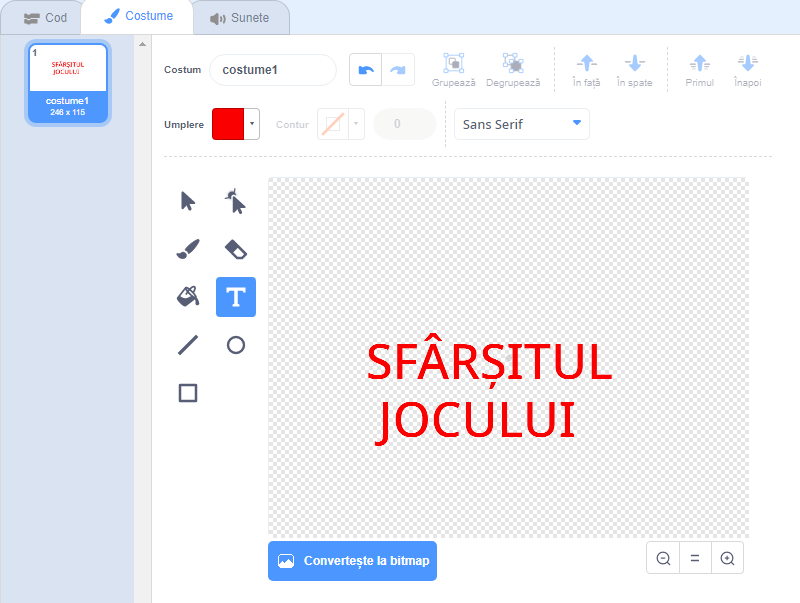 Cod
Costume
Sunete
1
SFÂRȘITUL
JOCULUI
costume1
246 x 115
Costum
costume1
Grupează
Degrupează
În față
În spate
Primul
Înapoi
Umplere
Contur
0
Sans Serif
T
SFÂRȘITUL
JOCULUI
Convertește la bitmap